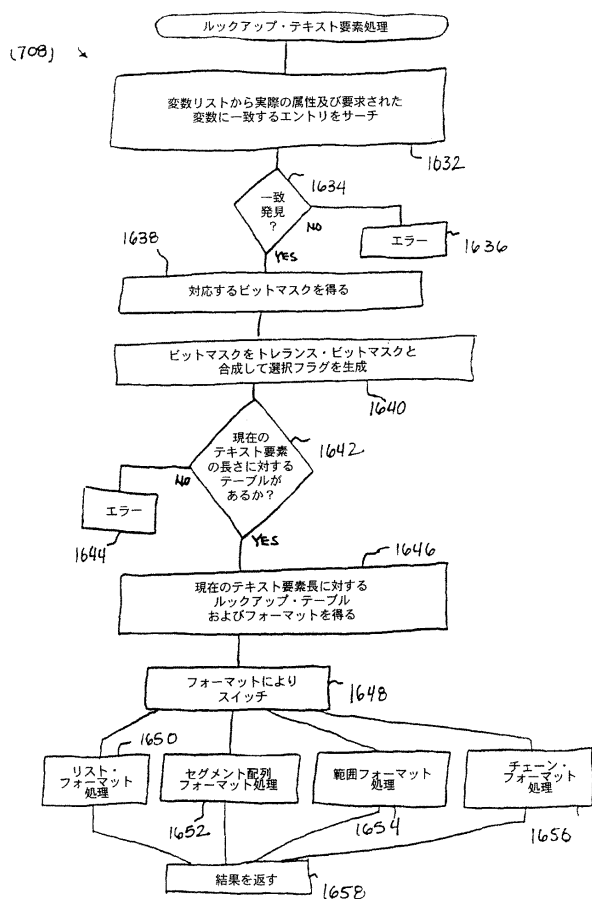 ルックアップ・テキスト要素処理
(708)
変数リストから実際の属性及び要求された
変数に一致するエントリをサーチ
1632
一致
発見
?
1634
NO
エラー
1636
YES
1638
対応するビットマスクを得る
ビットマスクをトレランス・ビットマスクと
合成して選択フラグを生成
1640
現在の
テキスト要素
の長さに対する
テーブルが
あるか?
1642
NO
エラー
1644
YES
1646
現在のテキスト要素長に対する
ルックアップ・テーブル
およびフォーマットを得る
フォーマットにより
スイッチ
1648
1650
リスト・
フォーマット
処理
セグメント配列
フォーマット処理
1652
範囲フォーマット
処理
1654
チェーン・
フォーマット
処理
1656
結果を返す
1658